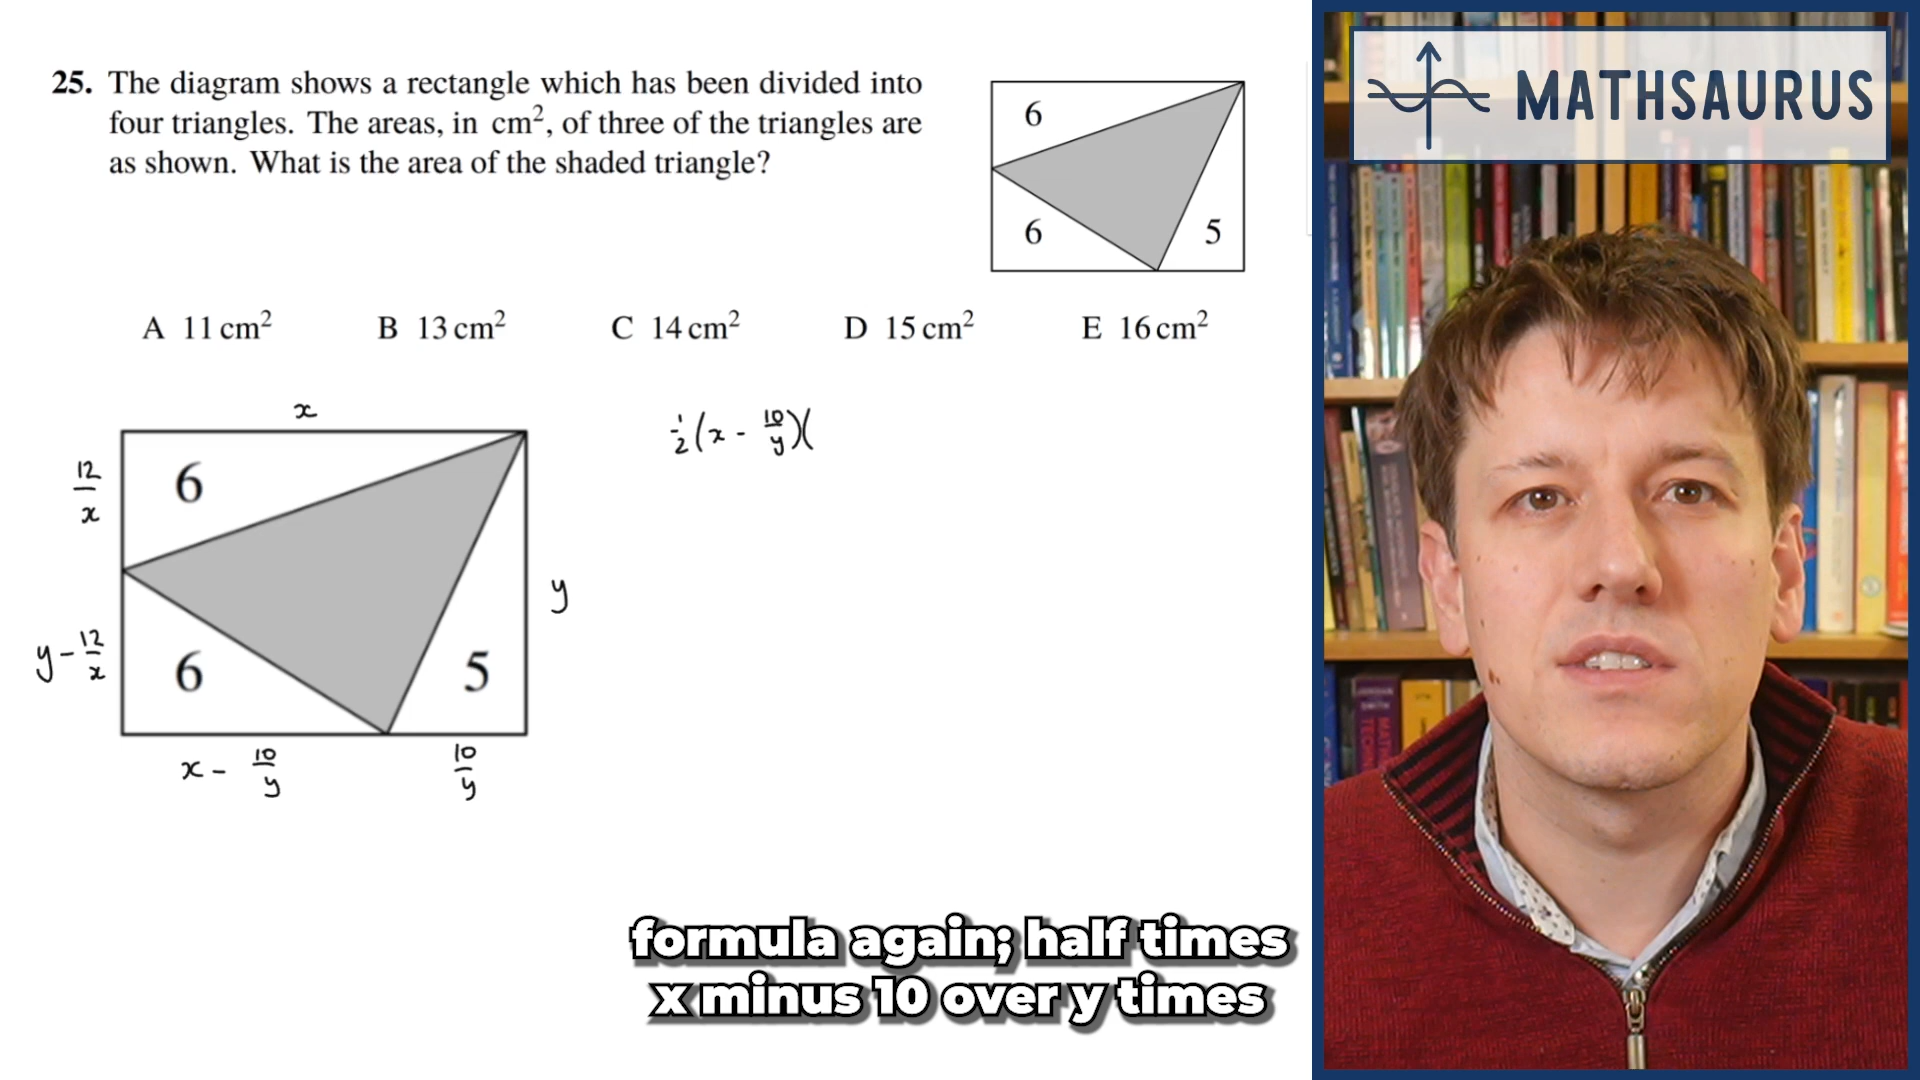 25. The diagram shows a rectangle which has been divided into
four triangles. The areas, in cm², of three of the triangles are
as shown. What is the area of the shaded triangle?
6
6
5
A 11 cm²
B 13 cm²
C 14 cm²
D 15 cm²
E 16 cm²
x
12/x
6
y
y - 12/x
6
5
x - 10/y
10/y
½(x - 10/y)(
formula again; half times
x minus 10 over y times
MATHSAURUS